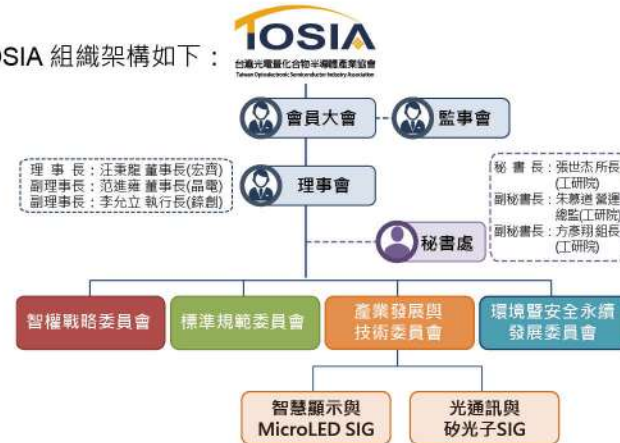 OSIA 組織架構如下：
TOSIA
台灣光電暨化合物半導體產業協會
Taiwan Optoelectronic Semiconductor Industry Association
會員大會
監事會
理 事 長：汪秉龍 董事長(宏齊)
副理事長：范進雍 董事長(晶電)
副理事長：李允立 執行長(錼創)
理事會
秘 書 長：張世杰 所長
(工研院)
副秘書長：朱慕道 營運
總監(工研院)
副秘書長：方彥翔 組長
(工研院)
秘書處
智權戰略委員會
標準規範委員會
產業發展與
技術委員會
環境暨安全永續
發展委員會
智慧顯示與
MicroLED SIG
光通訊與
矽光子SIG